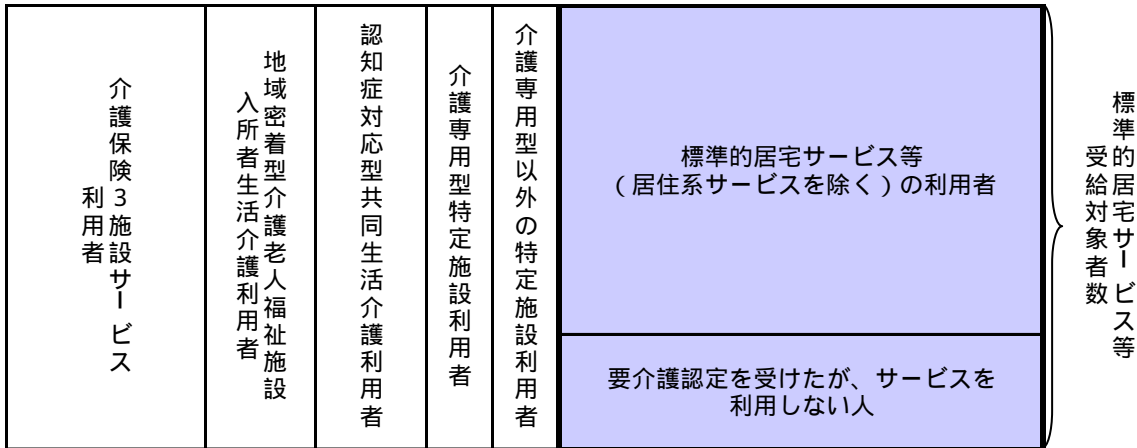 介護保険３施設サービス
利用者
地域密着型介護老人福祉施設
入所者生活介護利用者
認知症対応型共同生活介護利用者
介護専用型特定施設利用者
介護専用型以外の特定施設利用者
標準的居宅サービス等
（居住系サービスを除く）の利用者
要介護認定を受けたが、サービスを
利用しない人
標準的居宅サービス等
受給対象者数